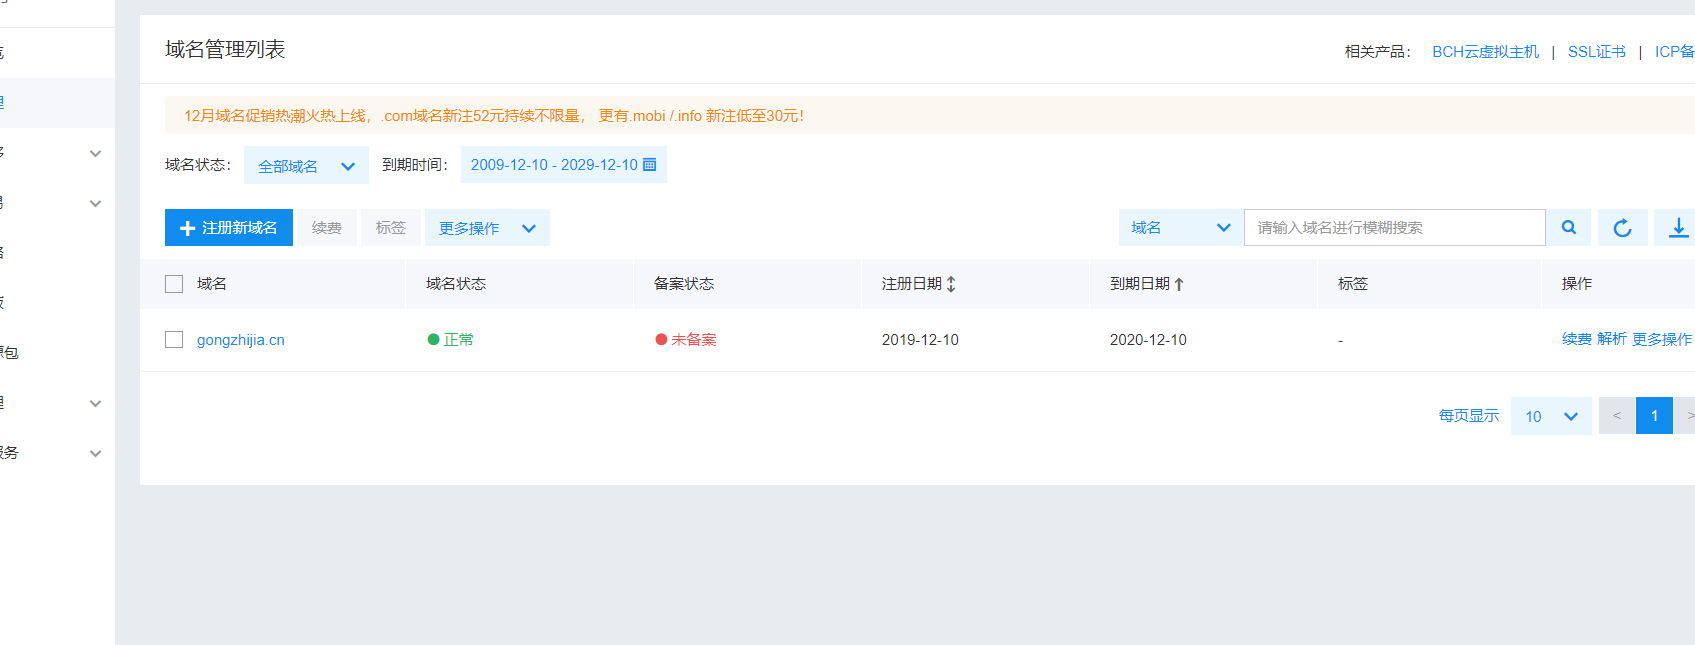 域名管理列表
相关产品： BCH云虚拟主机 | SSL证书 | ICP备
12月域名促销热潮火热上线，.com域名新注52元持续不限量， 更有.mobi /.info 新注低至30元！
域名状态： 全部域名 到期时间： 2009-12-10 - 2029-12-10
注册新域名 续费 标签 更多操作 域名 请输入域名进行模糊搜索
域名 域名状态 备案状态 注册日期 到期日期 标签 操作
gongzhijia.cn 正常 未备案 2019-12-10 2020-12-10 - 续费 解析 更多操作
每页显示 10 < 1 >
理
包
理
服务